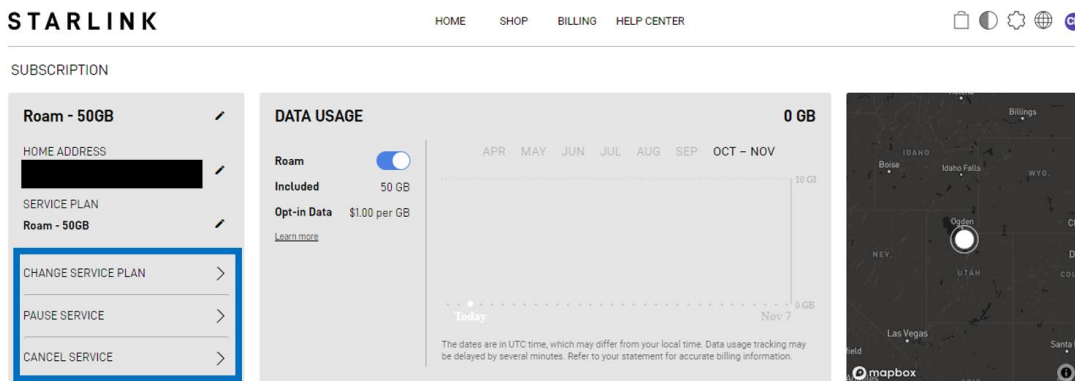 STARLINK
HOME SHOP BILLING HELP CENTER
SUBSCRIPTION
Roam - 50GB
HOME ADDRESS
SERVICE PLAN
Roam - 50GB
CHANGE SERVICE PLAN
PAUSE SERVICE
CANCEL SERVICE
DATA USAGE
0 GB
Roam
Included 50 GB
Opt-in Data $1.00 per GB
Learn more
APR MAY JUN JUL AUG SEP OCT – NOV
10 GI
0 GB
Today
Nov 7
The dates are in UTC time, which may differ from your local time. Data usage tracking may
be delayed by several minutes. Refer to your statement for accurate billing information.
Billings
IDAHO
Boise
Idaho Falls
WYO.
Ogden
NEV.
UTAH
COL
Las Vegas
Santa
field
mapbox